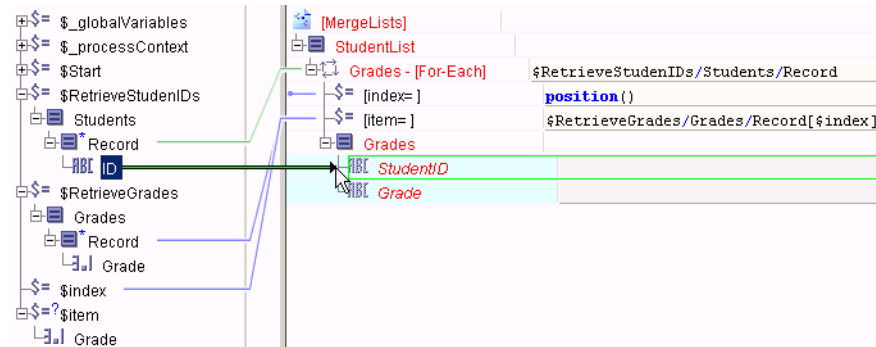 $_globalVariables
$_processContext
$Start
$RetrieveStudenIDs
Students
Record
ID
$RetrieveGrades
Grades
Record
Grade
$index
$item
Grade
[MergeLists]
StudentList
Grades - [For-Each] $RetrieveStudenIDs/Students/Record
[index= ] position()
[item= ] $RetrieveGrades/Grades/Record[$index]
Grades
StudentID
Grade